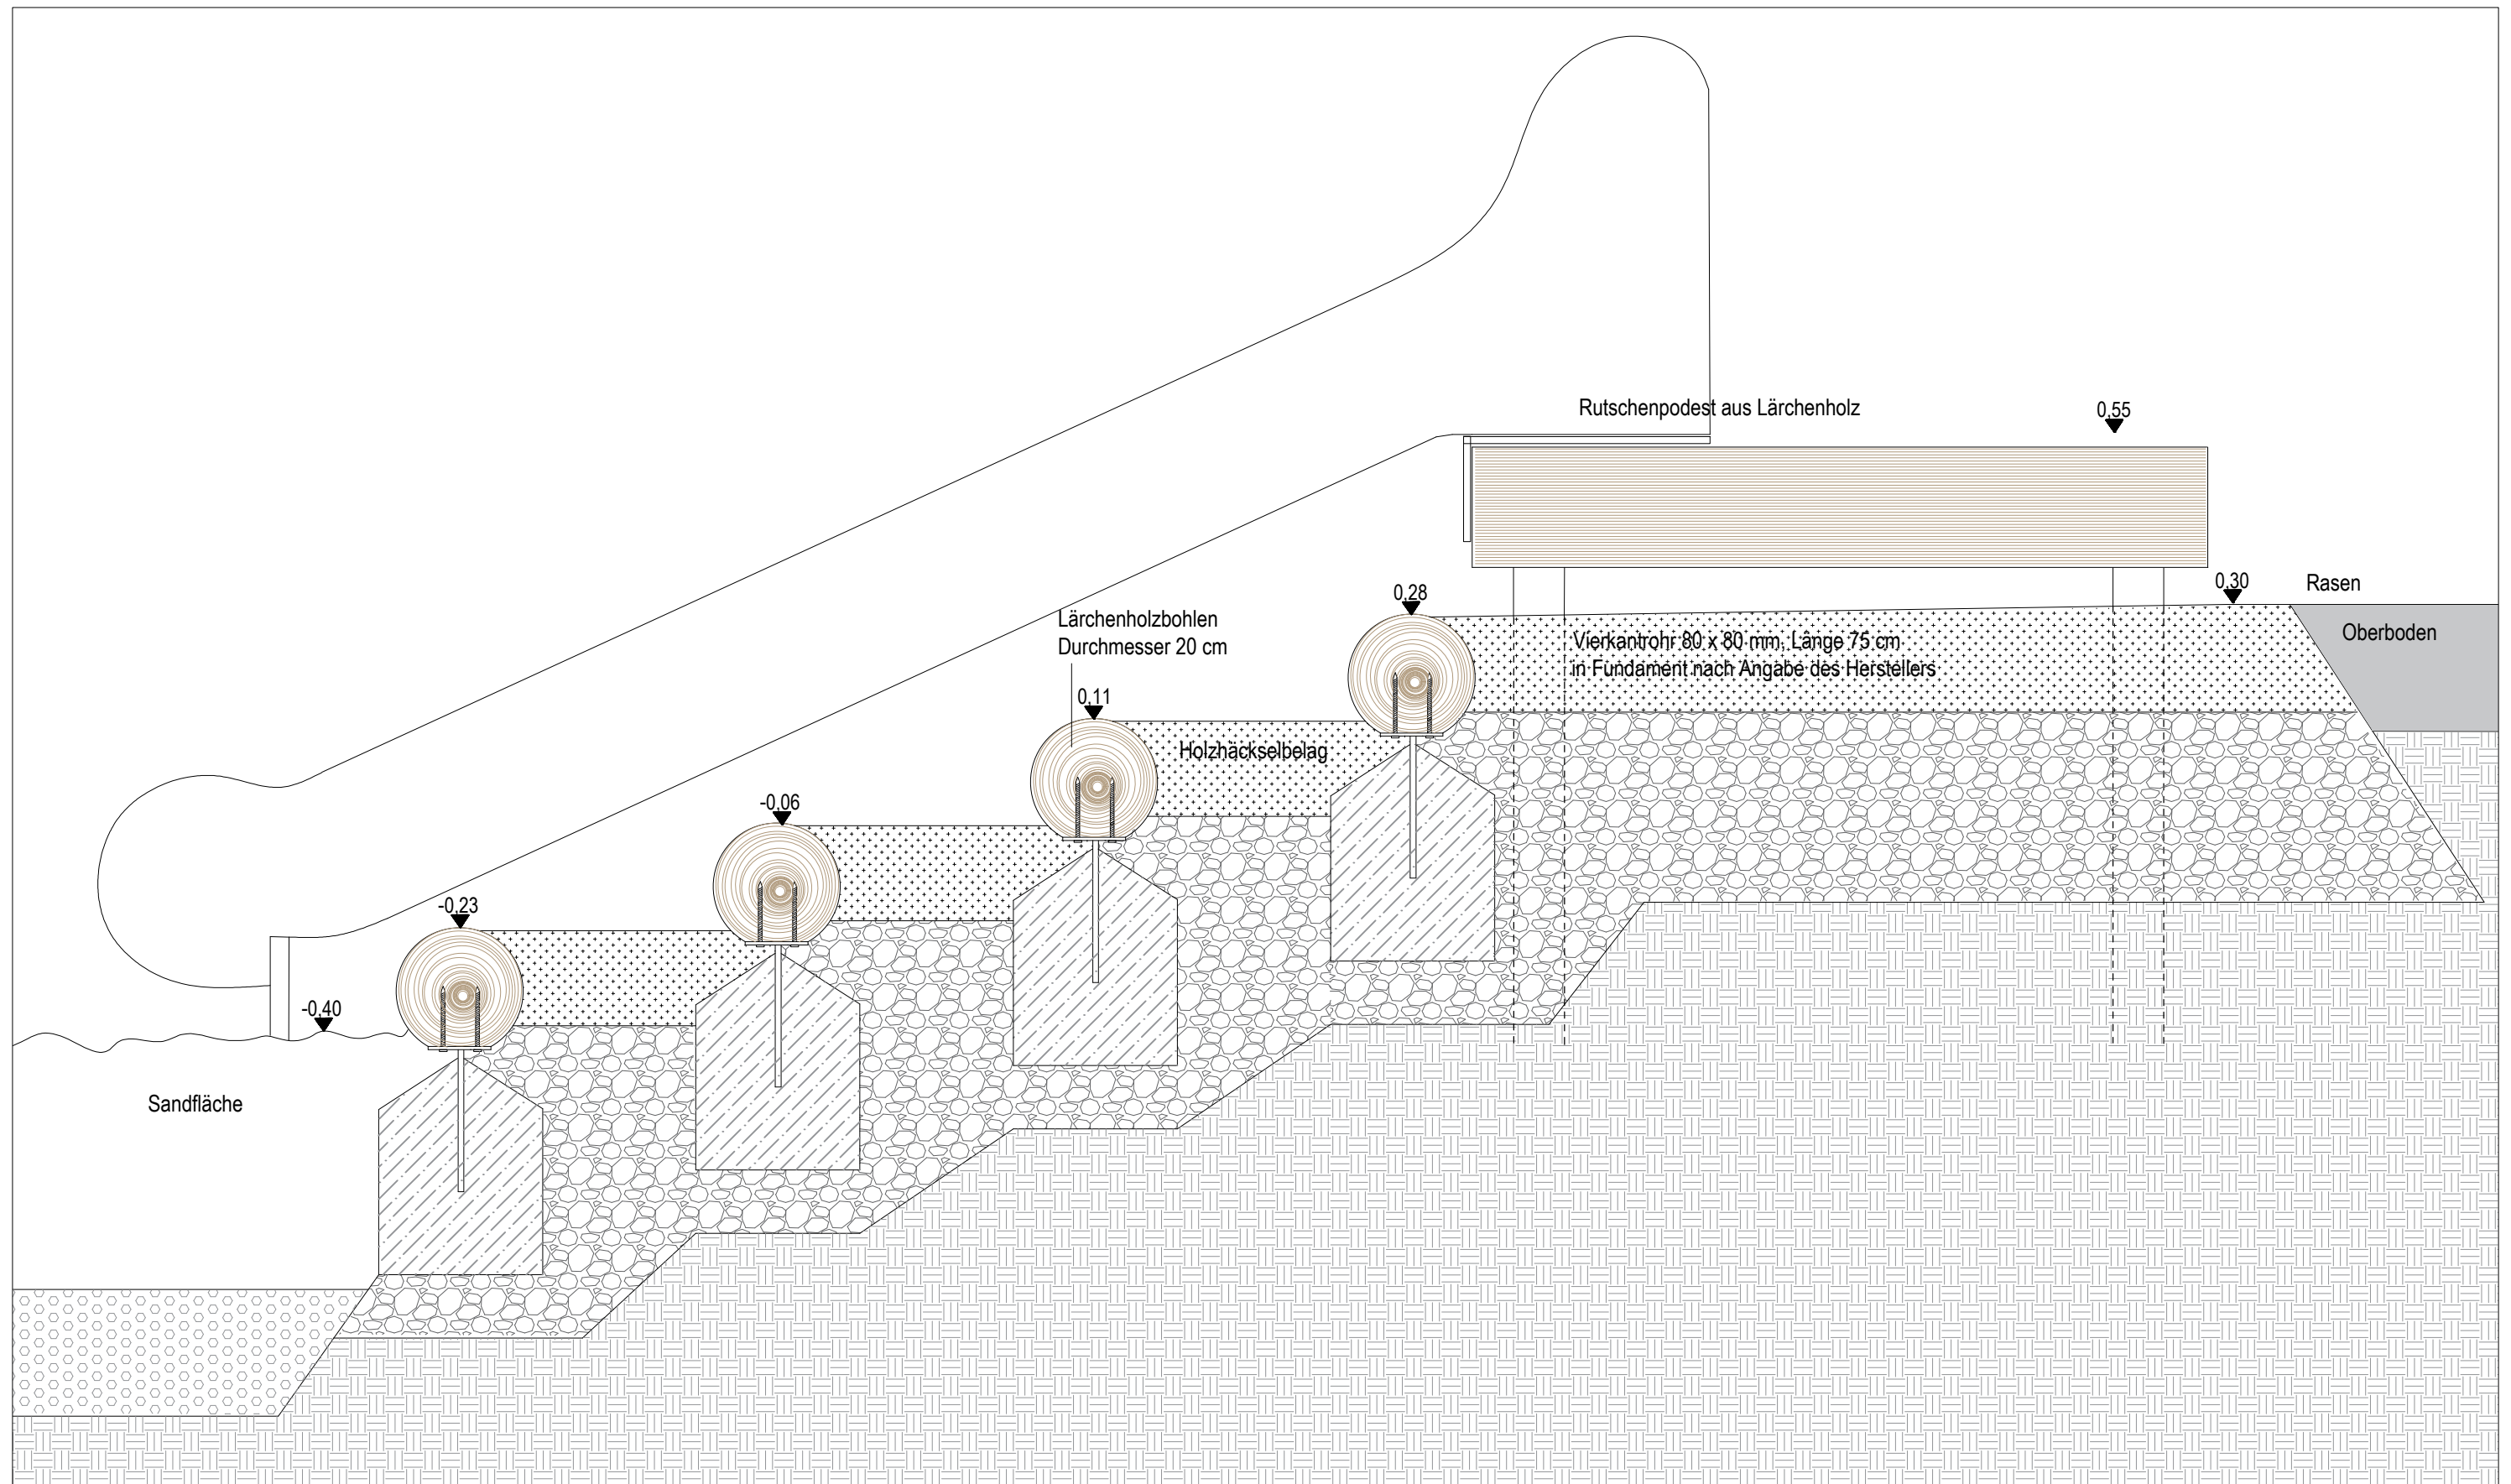 Rutschenpodest aus Lärchenholz
0,55
0,28
0,30
Rasen
Lärchenholzbohlen
Durchmesser 20 cm
Vierkantrohr 80 x 80 mm, Länge 75 cm
in Fundament nach Angabe des Herstellers
Oberboden
0,11
Holzhäckselbelag
-0,06
-0,23
-0,40
Sandfläche